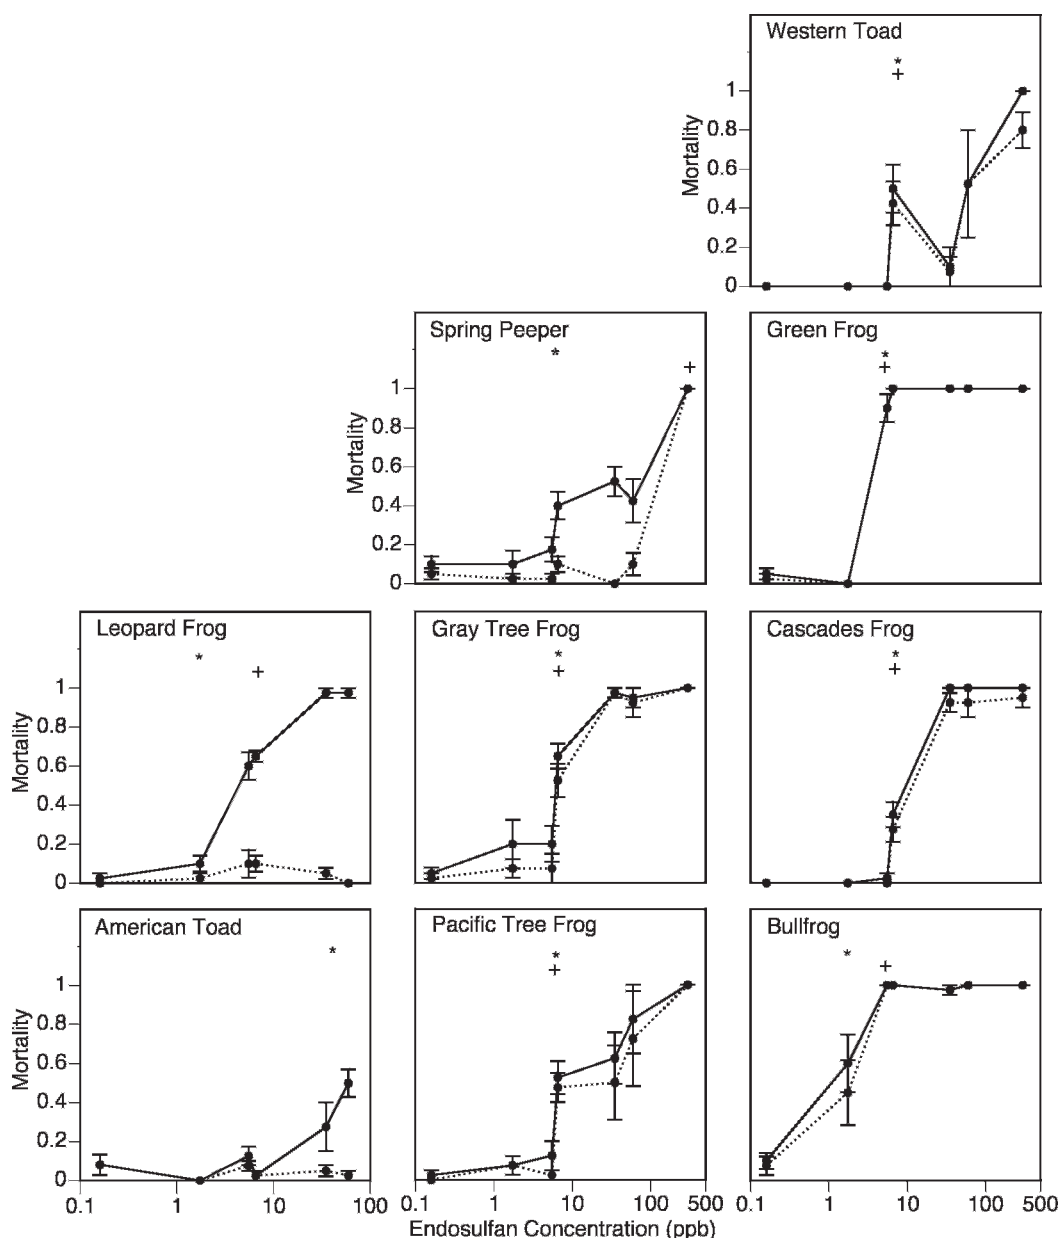 Western Toad
*
+
Mortality
1
0.8
0.6
0.4
0.2
0
Spring Peeper
*
+
Mortality
1
0.8
0.6
0.4
0.2
0
Green Frog
*
+
Leopard Frog
*
+
Mortality
1
0.8
0.6
0.4
0.2
0
Gray Tree Frog
*
+
Cascades Frog
*
+
American Toad
*
Mortality
1
0.8
0.6
0.4
0.2
0
0.1 1 10 100
Pacific Tree Frog
*
+
0.1 1 10 100 500
Bullfrog
*
+
0.1 1 10 100 500
Endosulfan Concentration (ppb)